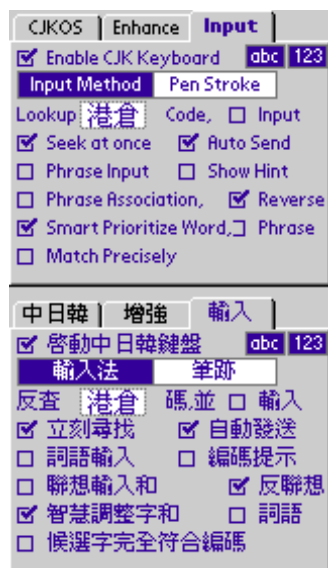 CJKOS Enhance Input
Enable CJK Keyboard abc 123
Input Method Pen Stroke
Lookup 港倉 Code, Input
Seek at once Auto Send
Phrase Input Show Hint
Phrase Association, Reverse
Smart Prioritize Word, Phrase
Match Precisely
中日韓 增強 輸入
啓動中日韓鍵盤 abc 123
輸入法 筆跡
反查 港倉 碼,並 輸入
立刻尋找 自動發送
詞語輸入 編碼提示
聯想輸入和 反聯想
智慧調整字和 詞語
候選字完全符合編碼